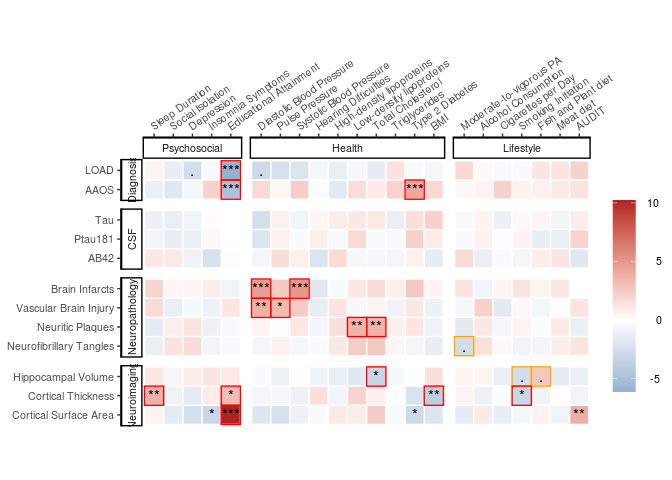 Sleep Duration
Social Isolation
Depression
Insomnia Symptoms
Educational Attainment
Diastolic Blood Pressure
Pulse Pressure
Systolic Blood Pressure
Hearing Difficulties
High-density lipoproteins
Low-density lipoproteins
Total Cholesterol
Triglycerides
Type 2 Diabetes
BMI
Moderate-to-vigorous PA
Alcohol Consumption
Cigarettes per Day
Smoking Initiation
Fish and Plant diet
Meat diet
AUDIT
Psychosocial
Health
Lifestyle
Diagnosis
LOAD
. *** .
AAOS
*** ***
CSF
Tau
Ptau181
AB42
Neuropathology
Brain Infarcts
*** ***
Vascular Brain Injury
** *
Neuritic Plaques
** **
Neurofibrillary Tangles
.
Neuroimaging
Hippocampal Volume
* . .
Cortical Thickness
** * ** *
Cortical Surface Area
* *** * **
10
5
0
-5